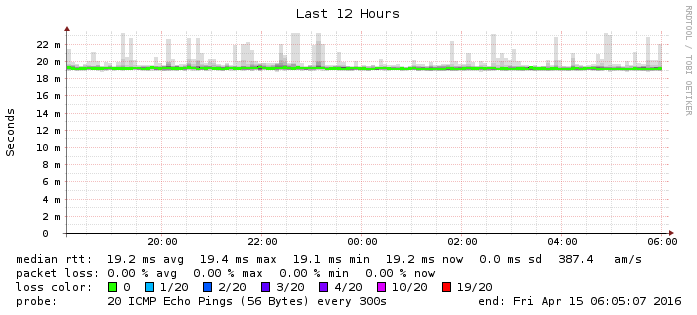 Last 12 Hours
RRDTOOL / TOBI OETIKER
Seconds
22 m
20 m
18 m
16 m
14 m
12 m
10 m
8 m
6 m
4 m
2 m
0
20:00 22:00 00:00 02:00 04:00 06:00
median rtt: 19.2 ms avg 19.4 ms max 19.1 ms min 19.2 ms now 0.0 ms sd 387.4 am/s
packet loss: 0.00 % avg 0.00 % max 0.00 % min 0.00 % now
loss color: 0 1/20 2/20 3/20 4/20 10/20 19/20
probe: 20 ICMP Echo Pings (56 Bytes) every 300s end: Fri Apr 15 06:05:07 2016